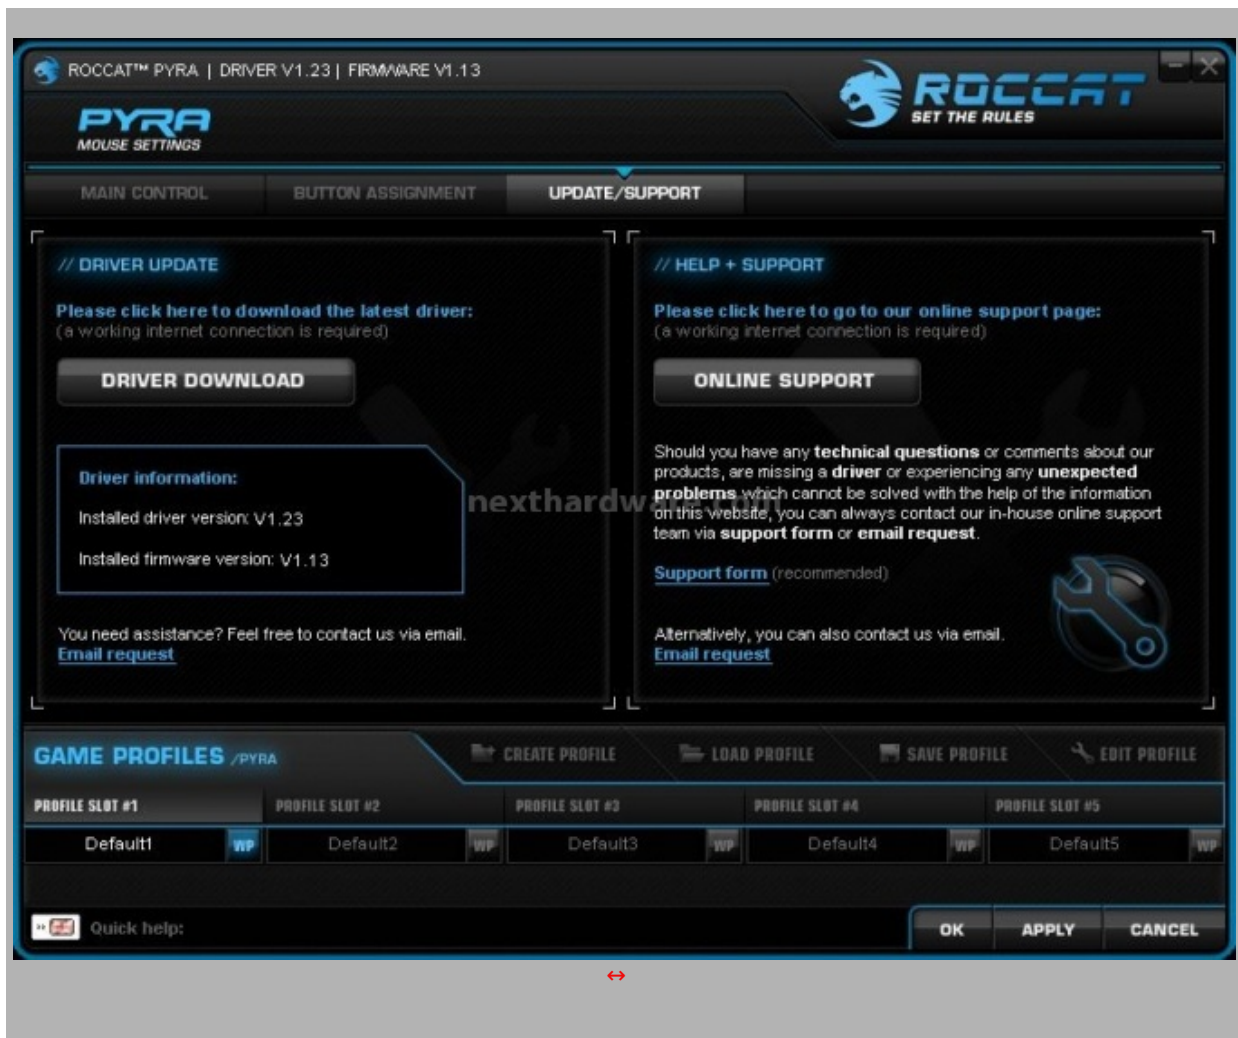 ROCCAT™ PYRA | DRIVER V1.23 | FIRMWARE V1.13
ROCCAT
SET THE RULES
PYRA
MOUSE SETTINGS
MAIN CONTROL BUTTON ASSIGNMENT UPDATE/SUPPORT
// DRIVER UPDATE
Please click here to download the latest driver:
(a working internet connection is required)
DRIVER DOWNLOAD
Driver information:
Installed driver version: V1.23
Installed firmware version: V1.13
You need assistance? Feel free to contact us via email.
Email request
// HELP + SUPPORT
Please click here to go to our online support page:
(a working internet connection is required)
ONLINE SUPPORT
Should you have any technical questions or comments about our
products, are missing a driver or experiencing any unexpected
problems which cannot be solved with the help of the information
on this website, you can always contact our in-house online support
team via support form or email request.
Support form (recommended)
Alternatively, you can also contact us via email.
Email request
nexthardware.com
GAME PROFILES /PYRA CREATE PROFILE LOAD PROFILE SAVE PROFILE EDIT PROFILE
PROFILE SLOT #1 PROFILE SLOT #2 PROFILE SLOT #3 PROFILE SLOT #4 PROFILE SLOT #5
Default1 WP Default2 WP Default3 WP Default4 WP Default5 WP
» Quick help: OK APPLY CANCEL